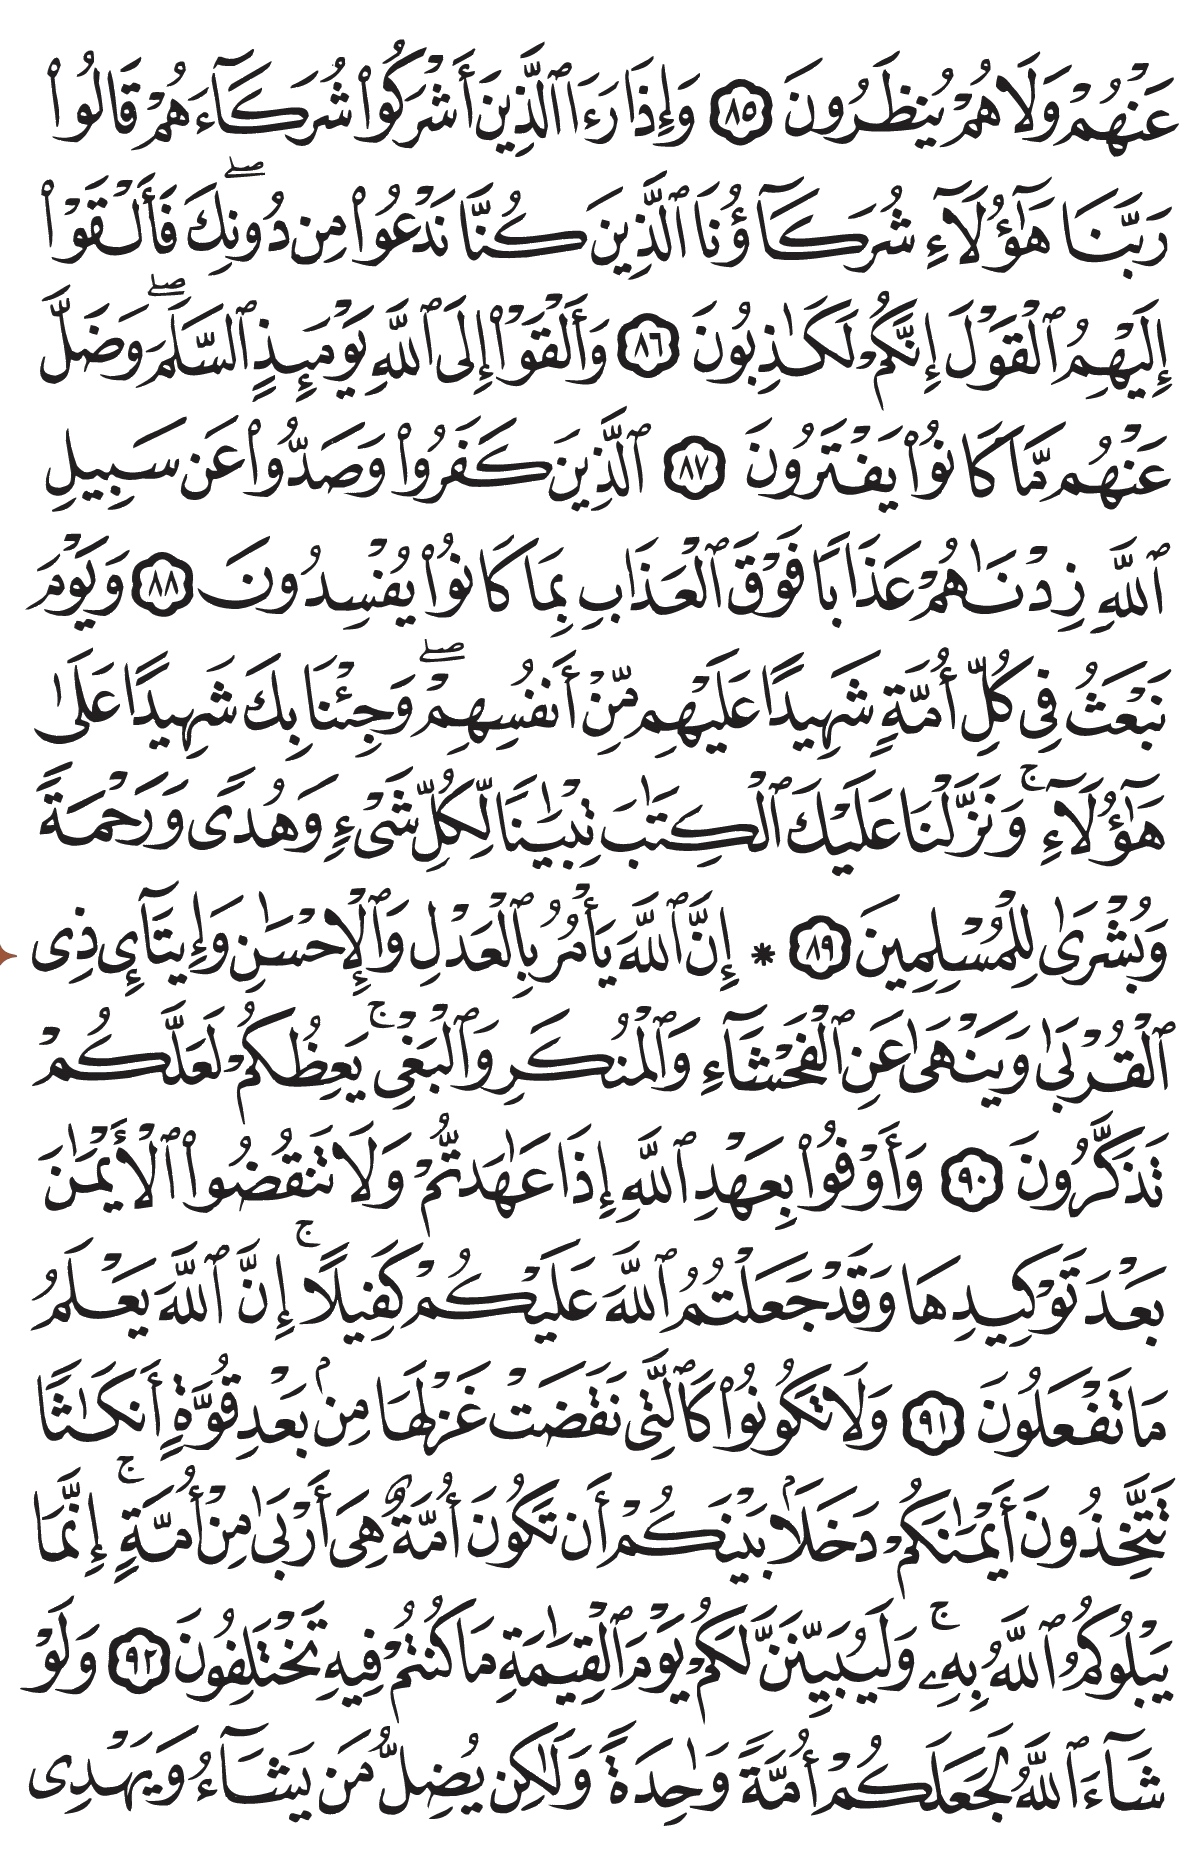 عَنْهُمْ وَلَا هُمْ يُنظَرُونَ ٨٥ وَإِذَا رَءَا ٱلَّذِينَ أَشْرَكُوا۟ شُرَكَآءَهُمْ قَالُوا۟
رَبَّنَا هَٰٓؤُلَآءِ شُرَكَآؤُنَا ٱلَّذِينَ كُنَّا نَدْعُوا۟ مِن دُونِكَ ۖ فَأَلْقَوْا۟
إِلَيْهِمُ ٱلْقَوْلَ إِنَّكُمْ لَكَٰذِبُونَ ٨٦ وَأَلْقَوْا۟ إِلَى ٱللَّهِ يَوْمَئِذٍ ٱلسَّلَمَ ۖ وَضَلَّ
عَنْهُم مَّا كَانُوا۟ يَفْتَرُونَ ٨٧ ٱلَّذِينَ كَفَرُوا۟ وَصَدُّوا۟ عَن سَبِيلِ
ٱللَّهِ زِدْنَٰهُمْ عَذَابًا فَوْقَ ٱلْعَذَابِ بِمَا كَانُوا۟ يُفْسِدُونَ ٨٨ وَيَوْمَ
نَبْعَثُ فِى كُلِّ أُمَّةٍ شَهِيدًا عَلَيْهِم مِّنْ أَنفُسِهِمْ ۖ وَجِئْنَا بِكَ شَهِيدًا عَلَىٰ
هَٰٓؤُلَآءِ ۚ وَنَزَّلْنَا عَلَيْكَ ٱلْكِتَٰبَ تِبْيَٰنًا لِّكُلِّ شَىْءٍ وَهُدًى وَرَحْمَةً
وَبُشْرَىٰ لِلْمُسْلِمِينَ ٨٩ * إِنَّ ٱللَّهَ يَأْمُرُ بِٱلْعَدْلِ وَٱلْإِحْسَٰنِ وَإِيتَآئِ ذِى
ٱلْقُرْبَىٰ وَيَنْهَىٰ عَنِ ٱلْفَحْشَآءِ وَٱلْمُنكَرِ وَٱلْبَغْىِ ۚ يَعِظُكُمْ لَعَلَّكُمْ
تَذَكَّرُونَ ٩٠ وَأَوْفُوا۟ بِعَهْدِ ٱللَّهِ إِذَا عَٰهَدتُّمْ وَلَا تَنقُضُوا۟ ٱلْأَيْمَٰنَ
بَعْدَ تَوْكِيدِهَا وَقَدْ جَعَلْتُمُ ٱللَّهَ عَلَيْكُمْ كَفِيلًا ۚ إِنَّ ٱللَّهَ يَعْلَمُ
مَا تَفْعَلُونَ ٩١ وَلَا تَكُونُوا۟ كَٱلَّتِى نَقَضَتْ غَزْلَهَا مِنۢ بَعْدِ قُوَّةٍ أَنكَٰثًا
تَتَّخِذُونَ أَيْمَٰنَكُمْ دَخَلًۢا بَيْنَكُمْ أَن تَكُونَ أُمَّةٌ هِىَ أَرْبَىٰ مِنْ أُمَّةٍ ۚ إِنَّمَا
يَبْلُوكُمُ ٱللَّهُ بِهِۦ ۚ وَلَيُبَيِّنَنَّ لَكُمْ يَوْمَ ٱلْقِيَٰمَةِ مَا كُنتُمْ فِيهِ تَخْتَلِفُونَ ٩٢ وَلَوْ
شَآءَ ٱللَّهُ لَجَعَلَكُمْ أُمَّةً وَٰحِدَةً وَلَٰكِن يُضِلُّ مَن يَشَآءُ وَيَهْدِى